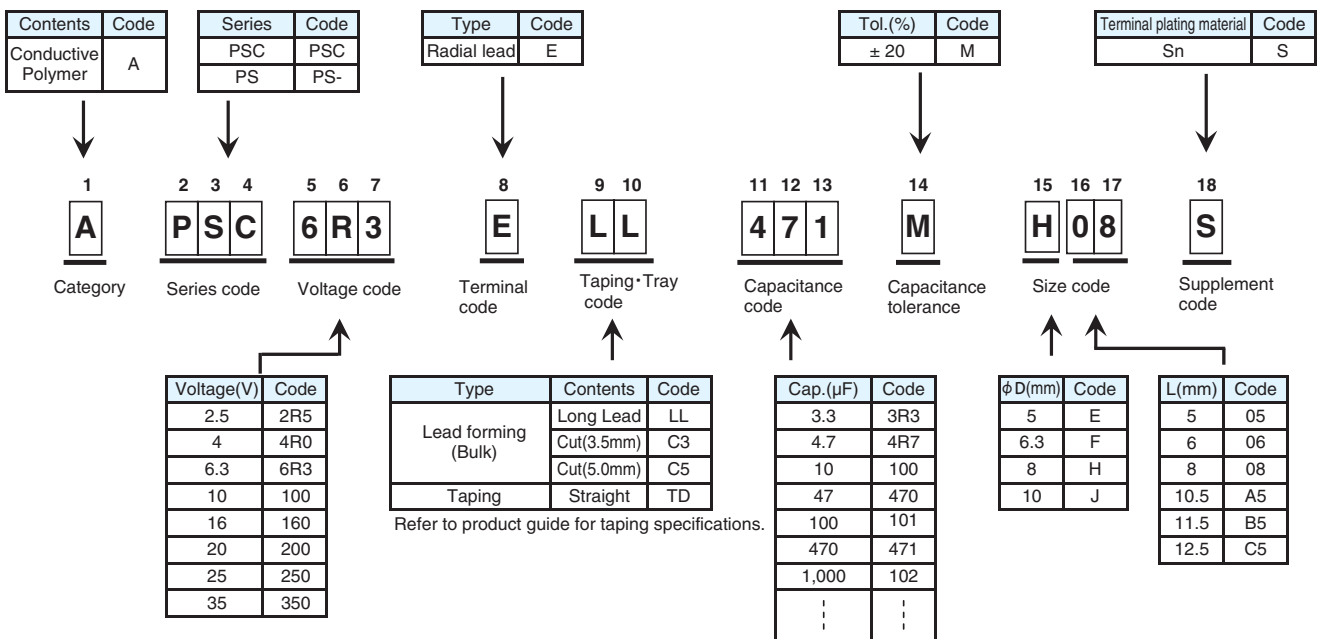 Contents Code
Conductive Polymer A
Series Code
PSC PSC
PS PS-
Type Code
Radial lead E
Tol.(%) Code
± 20 M
Terminal plating material Code
Sn S
1 2 3 4 5 6 7 8 9 10 11 12 13 14 15 16 17 18
A P S C 6 R 3 E L L 4 7 1 M H 0 8 S
Category
Series code
Voltage code
Terminal code
Taping・Tray code
Capacitance code
Capacitance tolerance
Size code
Supplement code
Voltage(V) Code
2.5 2R5
4 4R0
6.3 6R3
10 100
16 160
20 200
25 250
35 350
Type Contents Code
Lead forming (Bulk) Long Lead LL
Cut(3.5mm) C3
Cut(5.0mm) C5
Taping Straight TD
Refer to product guide for taping specifications.
Cap.(µF) Code
3.3 3R3
4.7 4R7
10 100
47 470
100 101
470 471
1,000 102
φD(mm) Code
5 E
6.3 F
8 H
10 J
L(mm) Code
5 05
6 06
8 08
10.5 A5
11.5 B5
12.5 C5